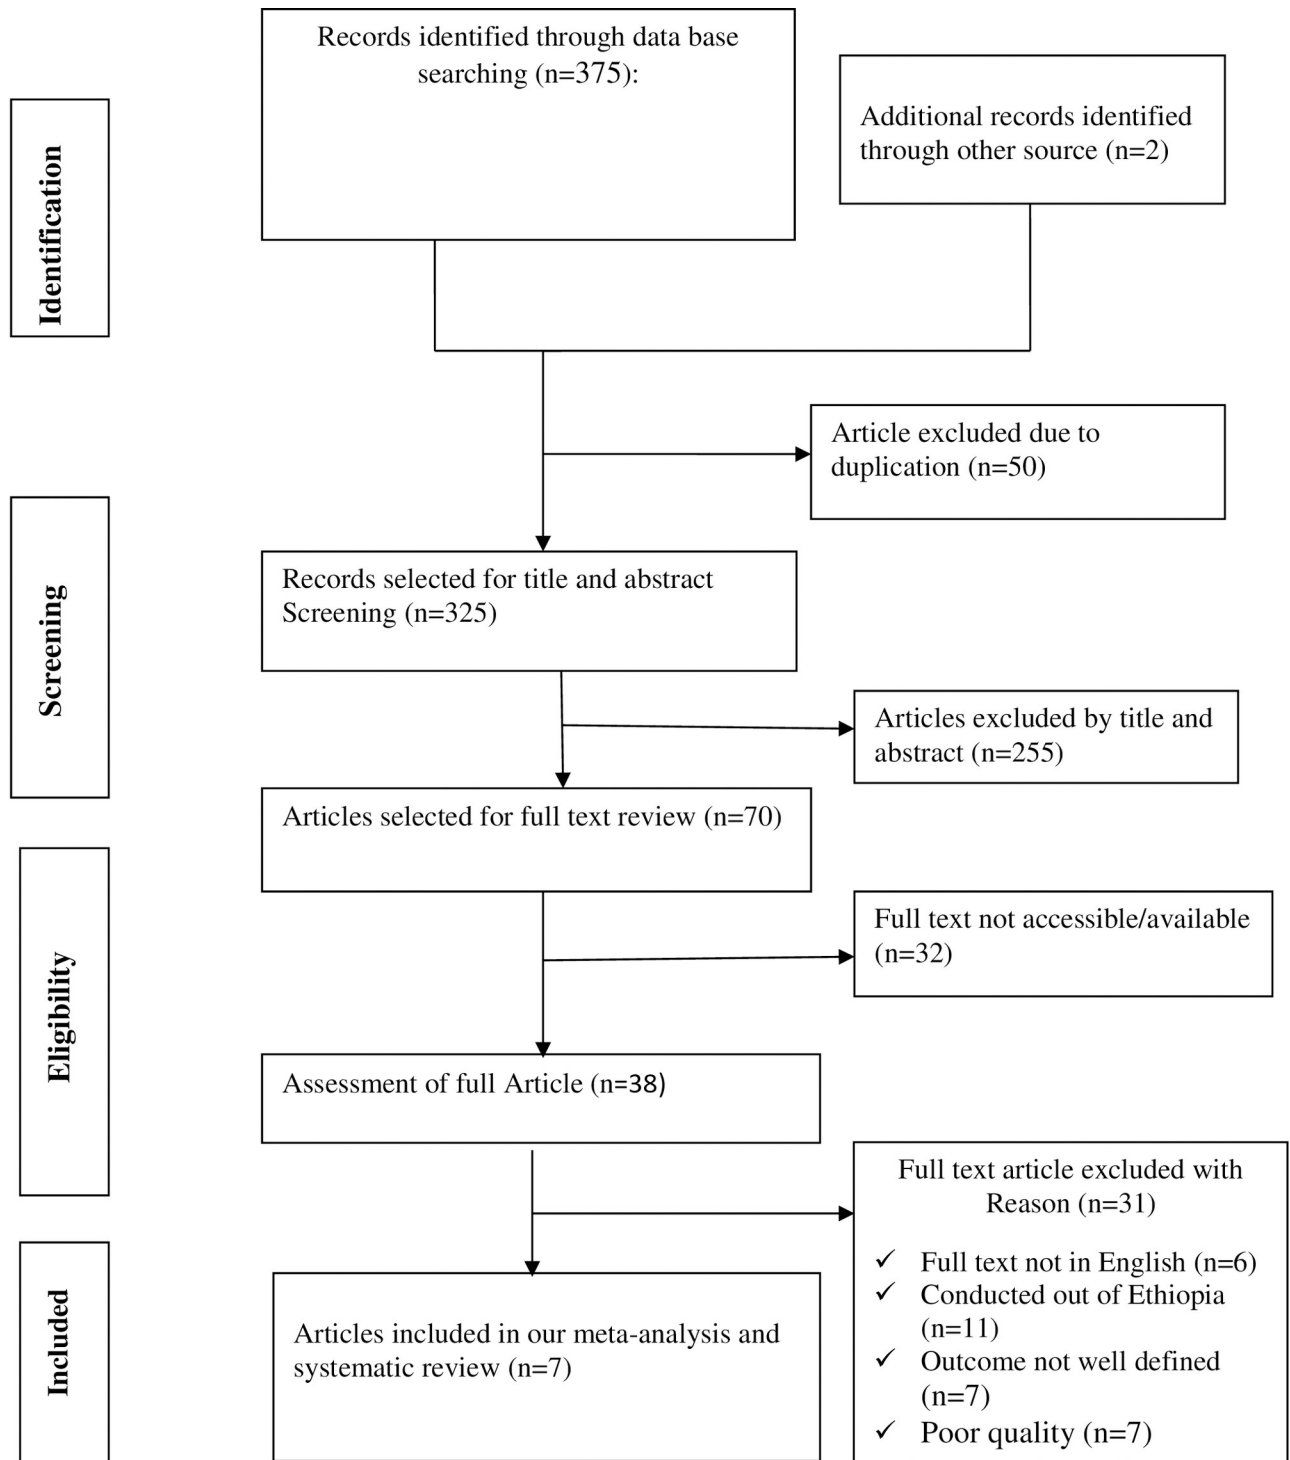 Records identified through data base
searching (n=375):
Additional records identified
through other source (n=2)
Identification
Article excluded due to
duplication (n=50)
Screening
Records selected for title and abstract
Screening (n=325)
Articles excluded by title and
abstract (n=255)
Articles selected for full text review (n=70)
Eligibility
Full text not accessible/available
(n=32)
Assessment of full Article (n=38)
Full text article excluded with
Reason (n=31)
✓ Full text not in English (n=6)
✓ Conducted out of Ethiopia
(n=11)
✓ Outcome not well defined
(n=7)
✓ Poor quality (n=7)
Included
Articles included in our meta-analysis and
systematic review (n=7)